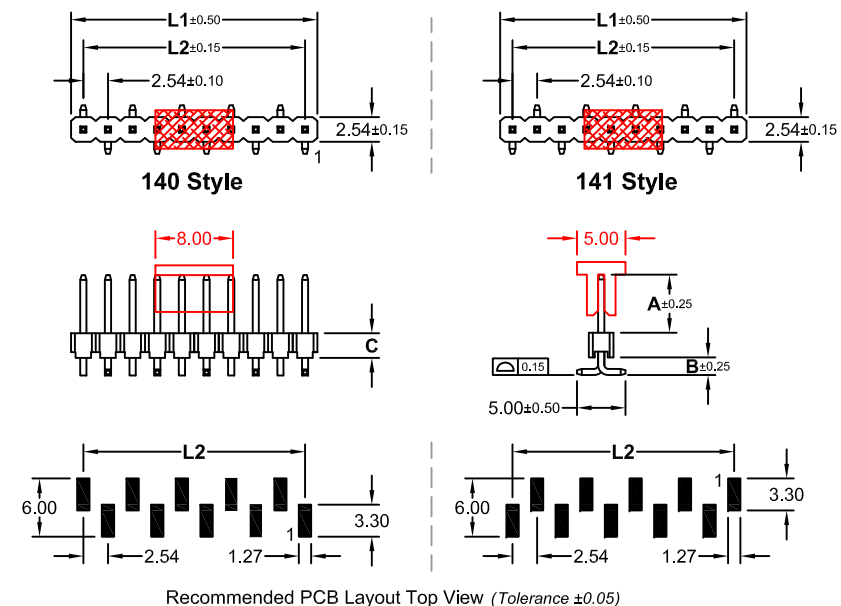 L1±0.50
L2±0.15
2.54±0.10
2.54±0.15
1
140 Style
L1±0.50
L2±0.15
2.54±0.10
2.54±0.15
141 Style
8.00
C
5.00
A±0.25
B±0.25
0.15
5.00±0.50
L2
6.00
3.30
1
2.54
1.27
L2
1
6.00
3.30
2.54
1.27
Recommended PCB Layout Top View (Tolerance ±0.05)